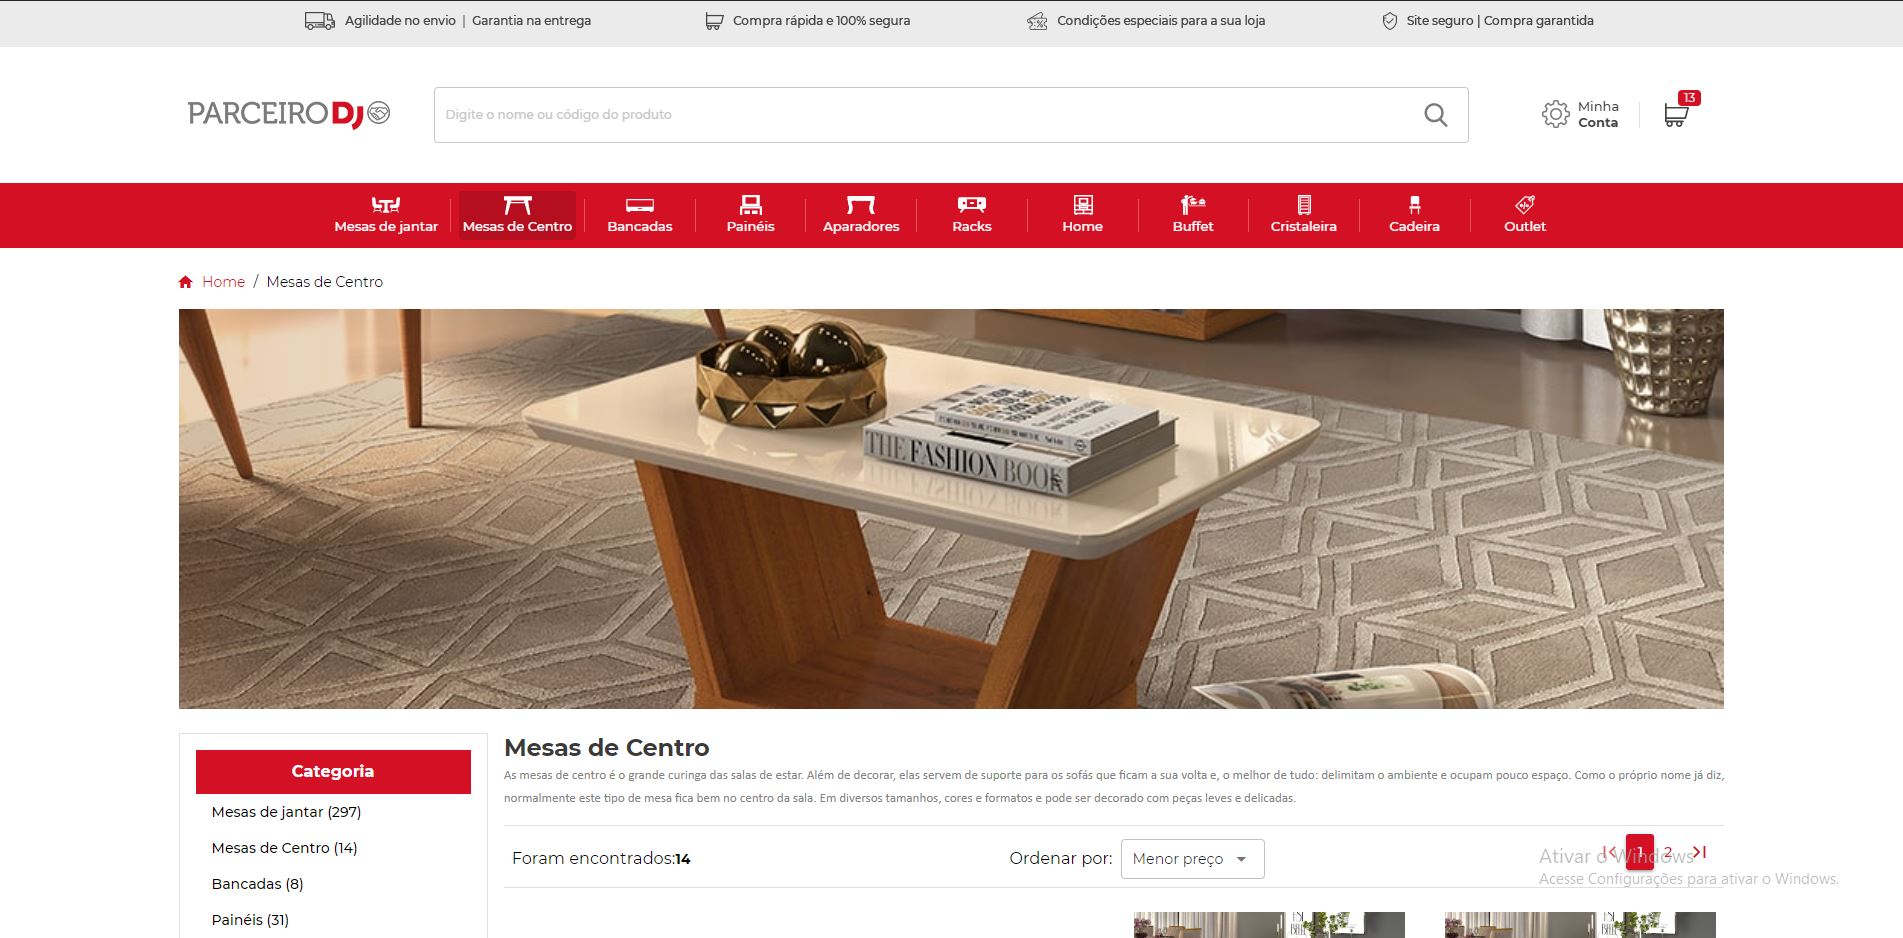 Agilidade no envio | Garantia na entrega
Compra rápida e 100% segura
Condições especiais para a sua loja
Site seguro | Compra garantida
PARCEIRO DJ
Digite o nome ou código do produto
Minha
Conta
13
Mesas de jantar
Mesas de Centro
Bancadas
Painéis
Aparadores
Racks
Home
Buffet
Cristaleira
Cadeira
Outlet
Home / Mesas de Centro
THE FASHION BOOK
Categoria
Mesas de jantar (297)
Mesas de Centro (14)
Bancadas (8)
Painéis (31)
Mesas de Centro
As mesas de centro é o grande curinga das salas de estar. Além de decorar, elas servem de suporte para os sofás que ficam a sua volta e, o melhor de tudo: delimitam o ambiente e ocupam pouco espaço. Como o próprio nome já diz,
normalmente este tipo de mesa fica bem no centro da sala. Em diversos tamanhos, cores e formatos e pode ser decorado com peças leves e delicadas.
Foram encontrados:14
Ordenar por: Menor preço
1 2
Ativar o Windows
Acesse Configurações para ativar o Windows.